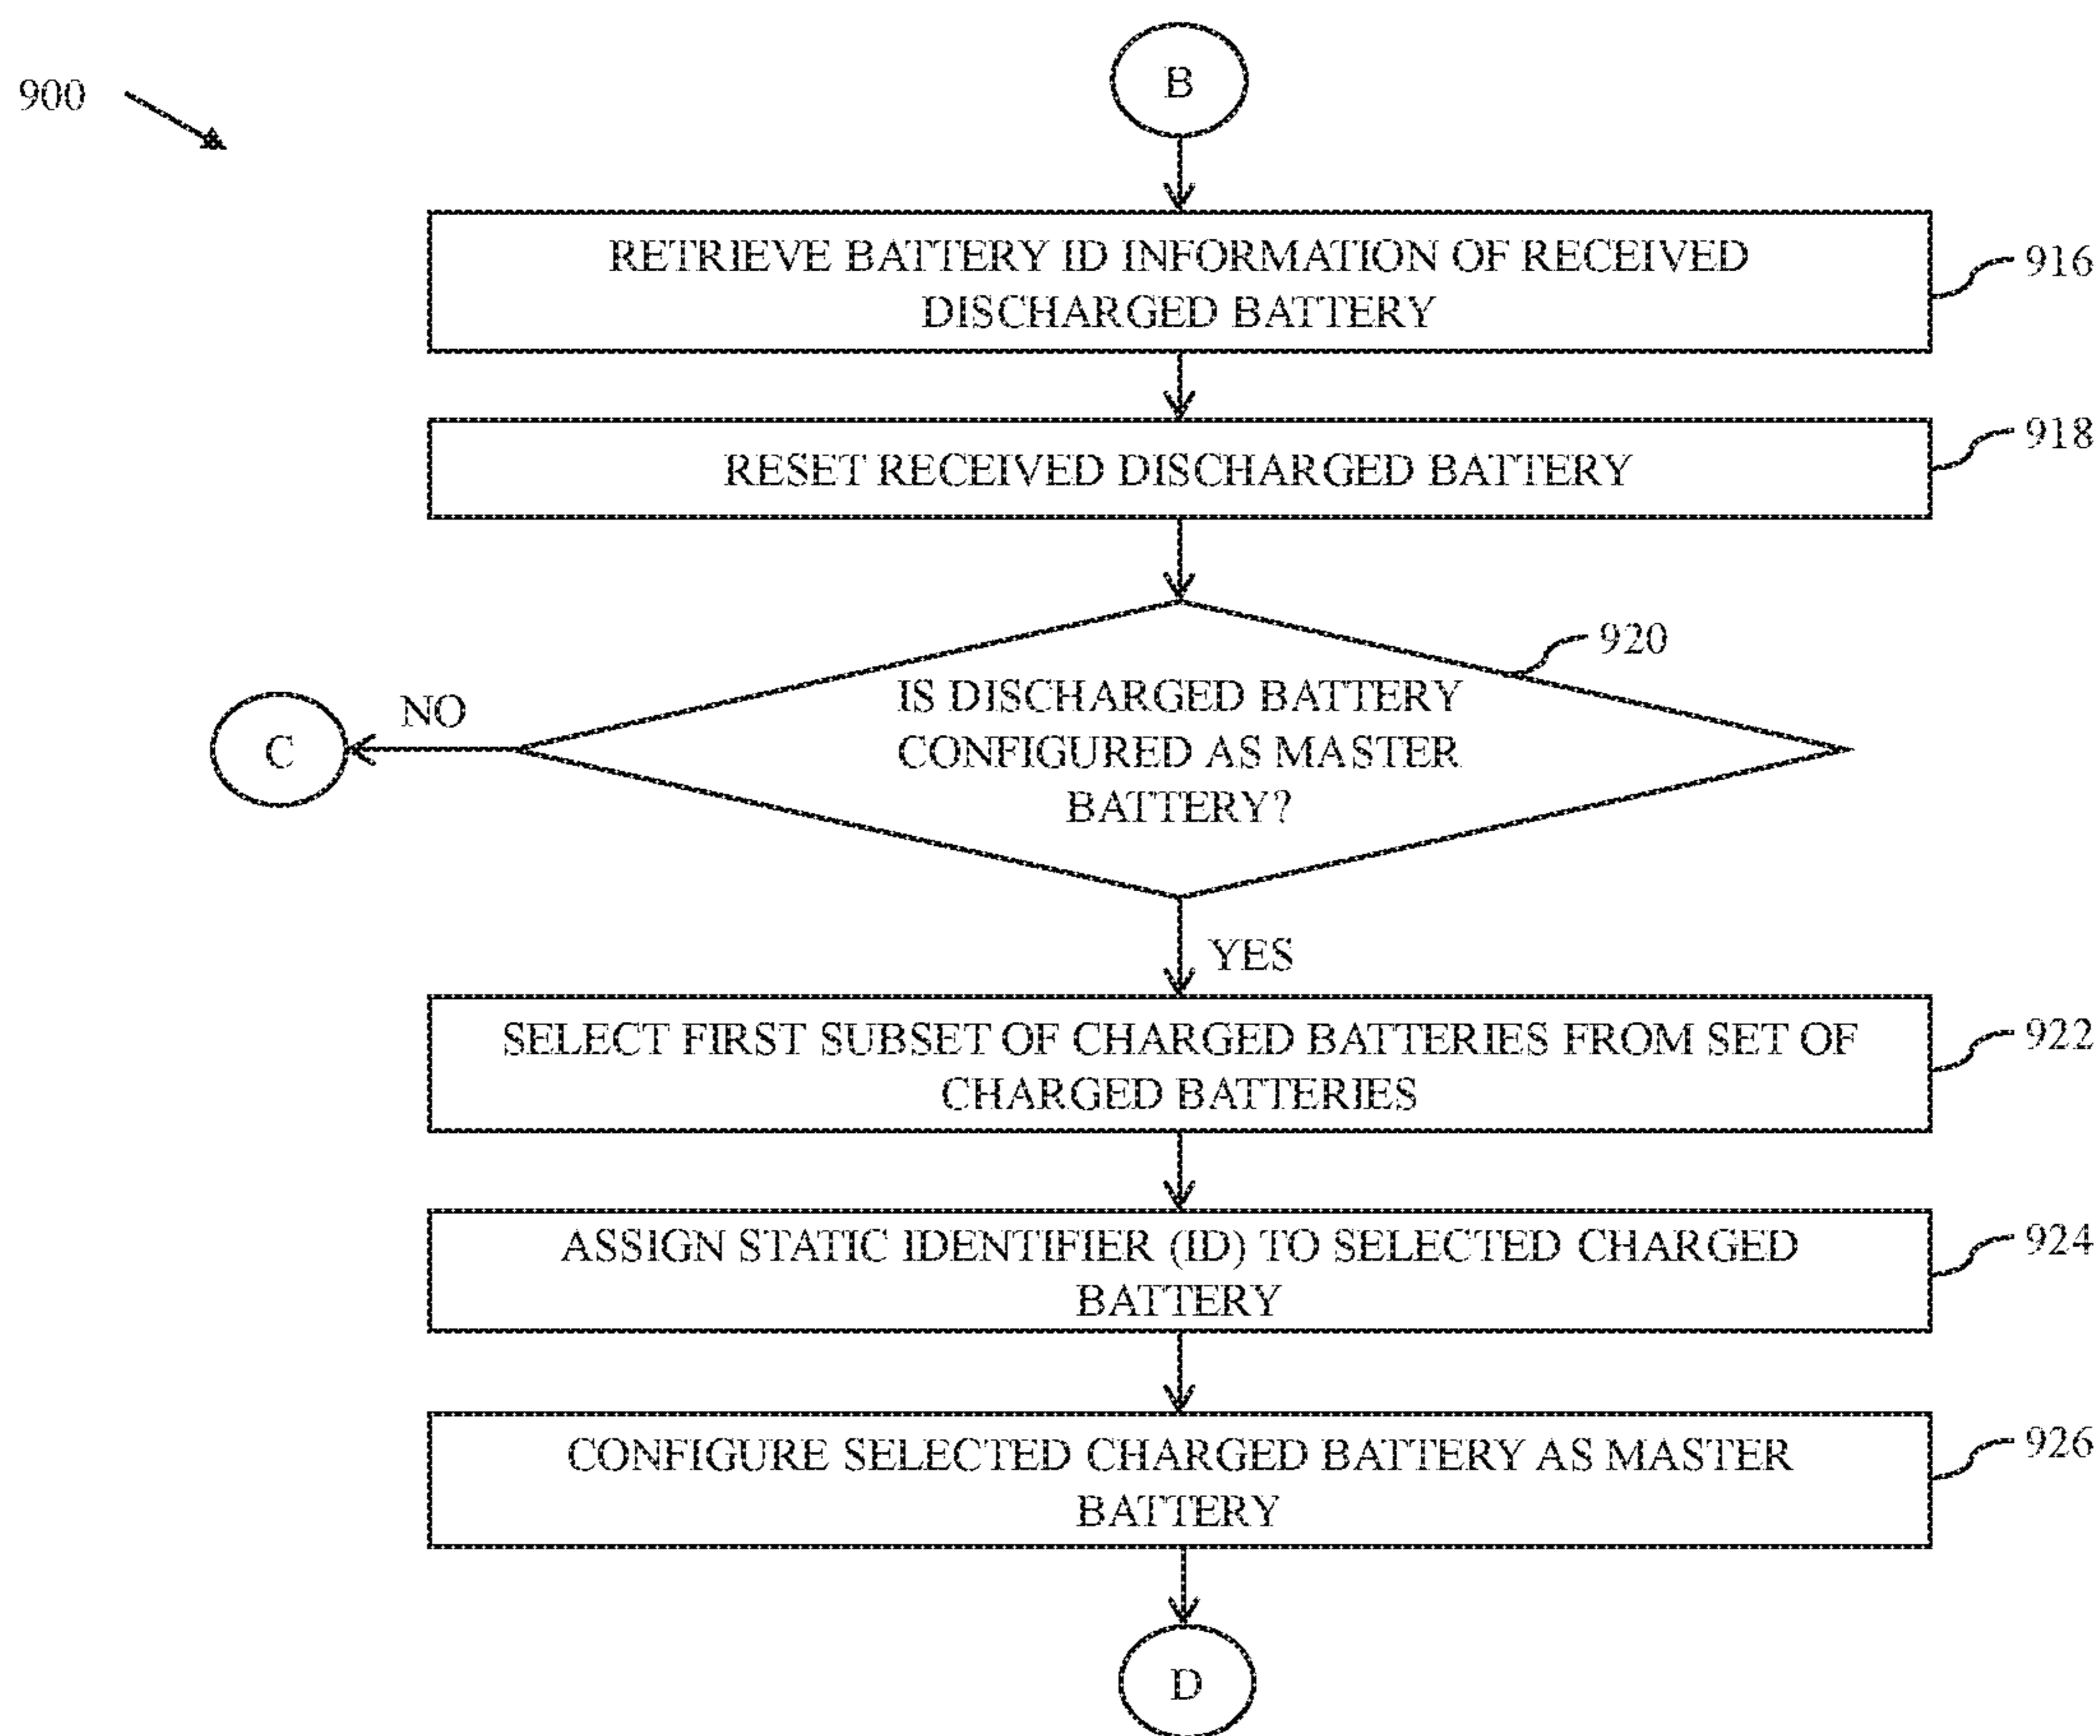 B
900
RETRIEVE BATTERY ID INFORMATION OF RECEIVED
DISCHARGED BATTERY
916
RESET RECEIVED DISCHARGED BATTERY
918
920
IS DISCHARGED BATTERY
CONFIGURED AS MASTER
BATTERY?
NO
C
YES
SELECT FIRST SUBSET OF CHARGED BATTERIES FROM SET OF
CHARGED BATTERIES
922
ASSIGN STATIC IDENTIFIER (ID) TO SELECTED CHARGED
BATTERY
924
CONFIGURE SELECTED CHARGED BATTERY AS MASTER
BATTERY
926
D